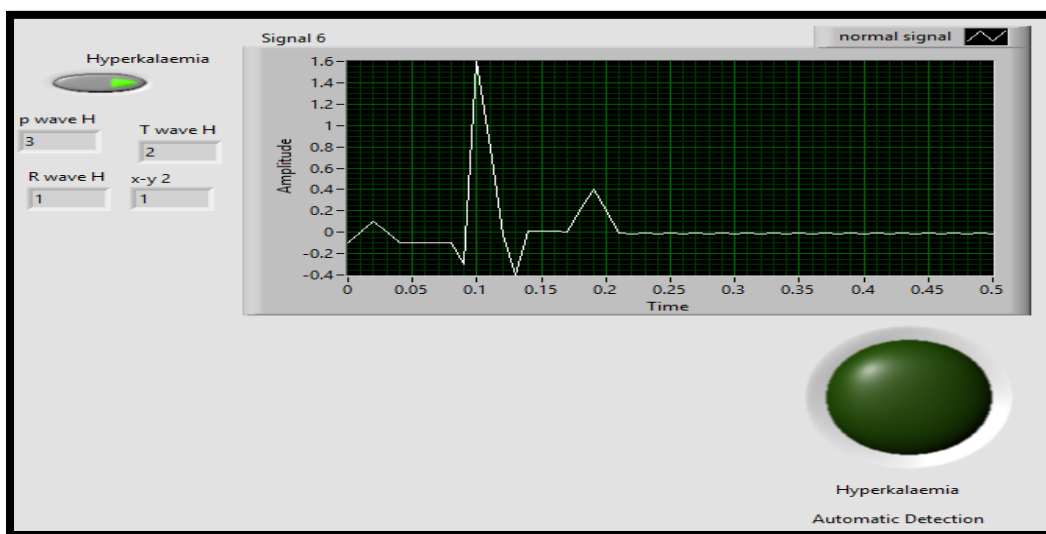 Hyperkalaemia
p wave H
3
T wave H
2
R wave H
1
x-y 2
1
Signal 6
normal signal
Amplitude
1.6
1.4
1.2
1
0.8
0.6
0.4
0.2
0
-0.2
-0.4
0 0.05 0.1 0.15 0.2 0.25 0.3 0.35 0.4 0.45 0.5
Time
Hyperkalaemia
Automatic Detection